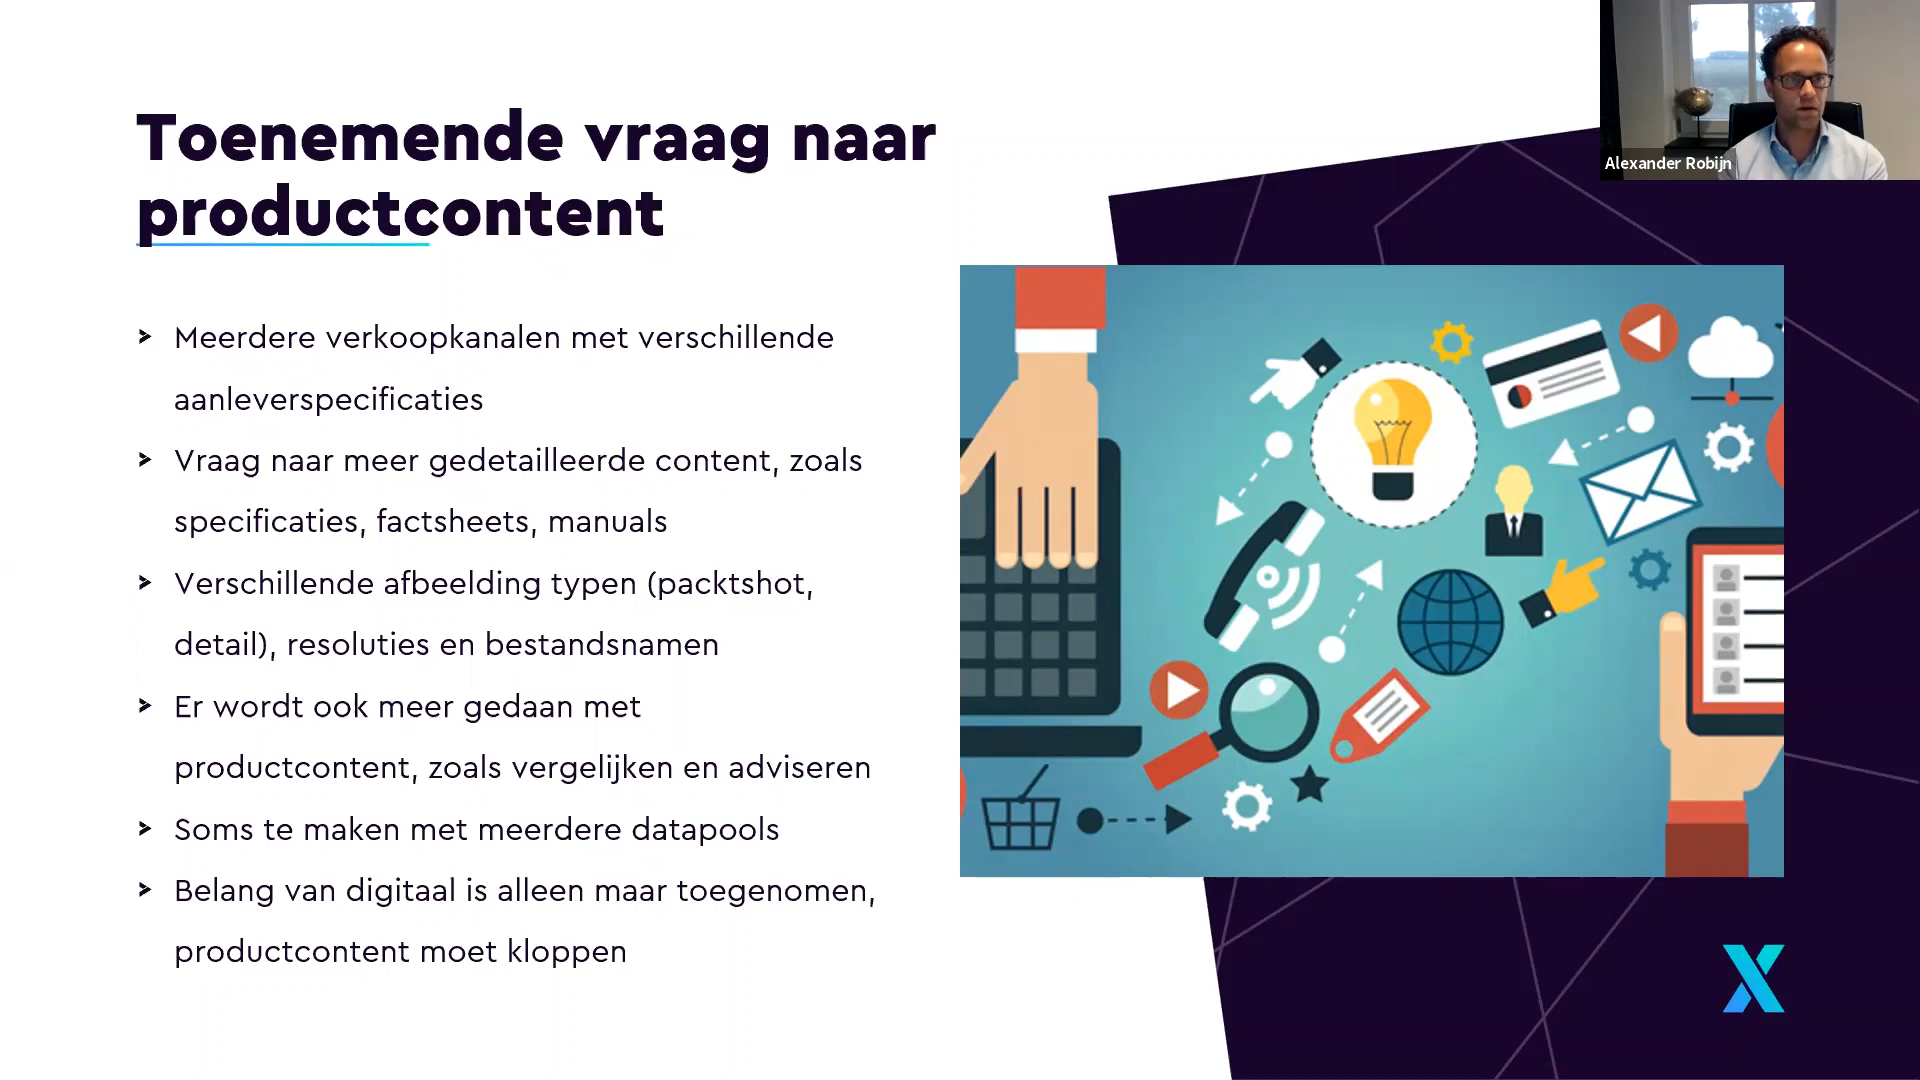 Toenemende vraag naar
productcontent
Meerdere verkoopkanalen met verschillende
aanleverspecificaties
Vraag naar meer gedetailleerde content, zoals
specificaties, factsheets, manuals
Verschillende afbeelding typen (packtshot,
detail), resoluties en bestandsnamen
Er wordt ook meer gedaan met
productcontent, zoals vergelijken en adviseren
Soms te maken met meerdere datapools
Belang van digitaal is alleen maar toegenomen,
productcontent moet kloppen
Alexander Robijn
X